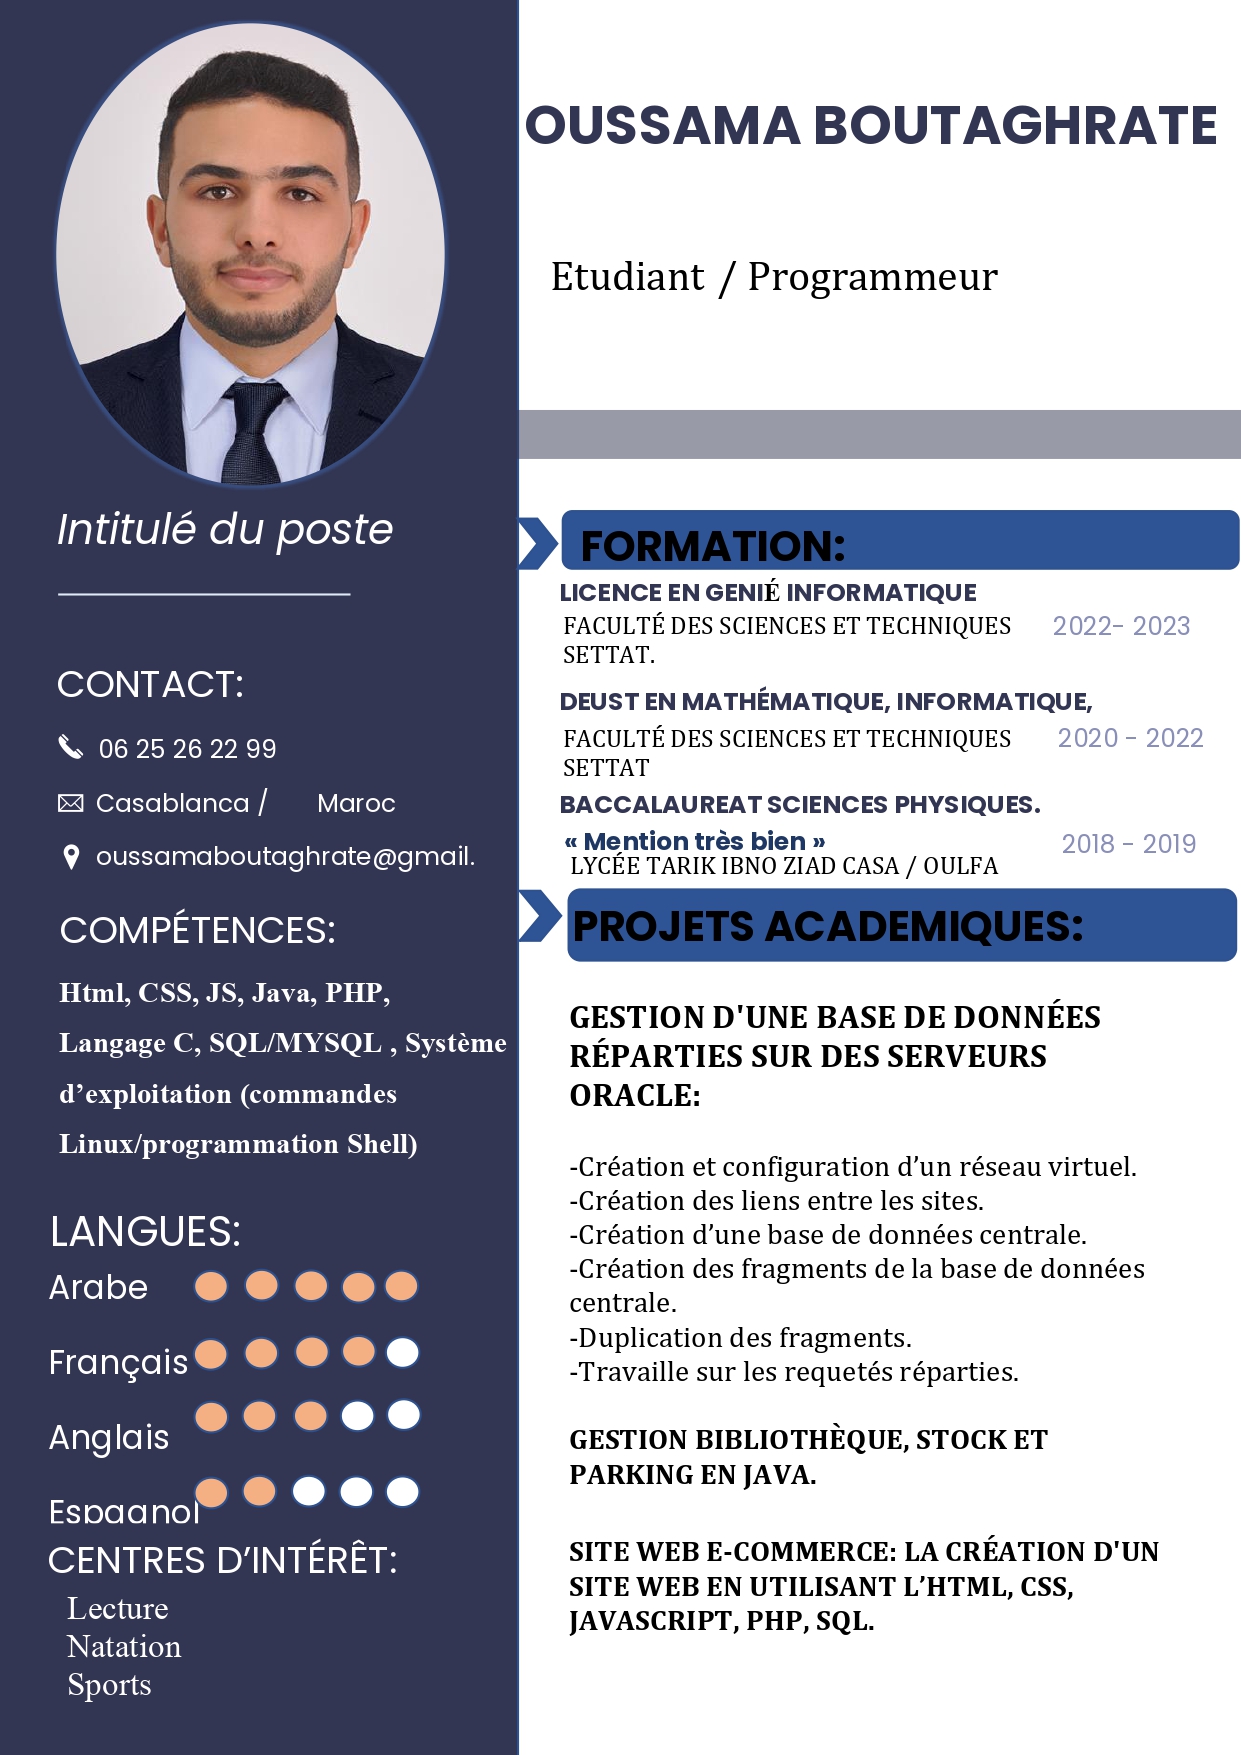 OUSSAMA BOUTAGHRATE
Etudiant / Programmeur
Intitulé du poste
CONTACT:
06 25 26 22 99
Casablanca / Maroc
oussamaboutaghrate@gmail.
COMPÉTENCES:
Html, CSS, JS, Java, PHP,
Langage C, SQL/MYSQL , Système
d’exploitation (commandes
Linux/programmation Shell)
LANGUES:
Arabe
Français
Anglais
Espagnol
CENTRES D’INTÉRÊT:
Lecture
Natation
Sports
FORMATION:
LICENCE EN GENIÉ INFORMATIQUE
FACULTÉ DES SCIENCES ET TECHNIQUES 2022- 2023
SETTAT.
DEUST EN MATHÉMATIQUE, INFORMATIQUE,
FACULTÉ DES SCIENCES ET TECHNIQUES 2020 - 2022
SETTAT
BACCALAUREAT SCIENCES PHYSIQUES.
« Mention très bien » 2018 - 2019
LYCÉE TARIK IBNO ZIAD CASA / OULFA
PROJETS ACADEMIQUES:
GESTION D'UNE BASE DE DONNÉES
RÉPARTIES SUR DES SERVEURS
ORACLE:
-Création et configuration d’un réseau virtuel.
-Création des liens entre les sites.
-Création d’une base de données centrale.
-Création des fragments de la base de données
centrale.
-Duplication des fragments.
-Travaille sur les requetés réparties.
GESTION BIBLIOTHÈQUE, STOCK ET
PARKING EN JAVA.
SITE WEB E-COMMERCE: LA CRÉATION D'UN
SITE WEB EN UTILISANT L’HTML, CSS,
JAVASCRIPT, PHP, SQL.